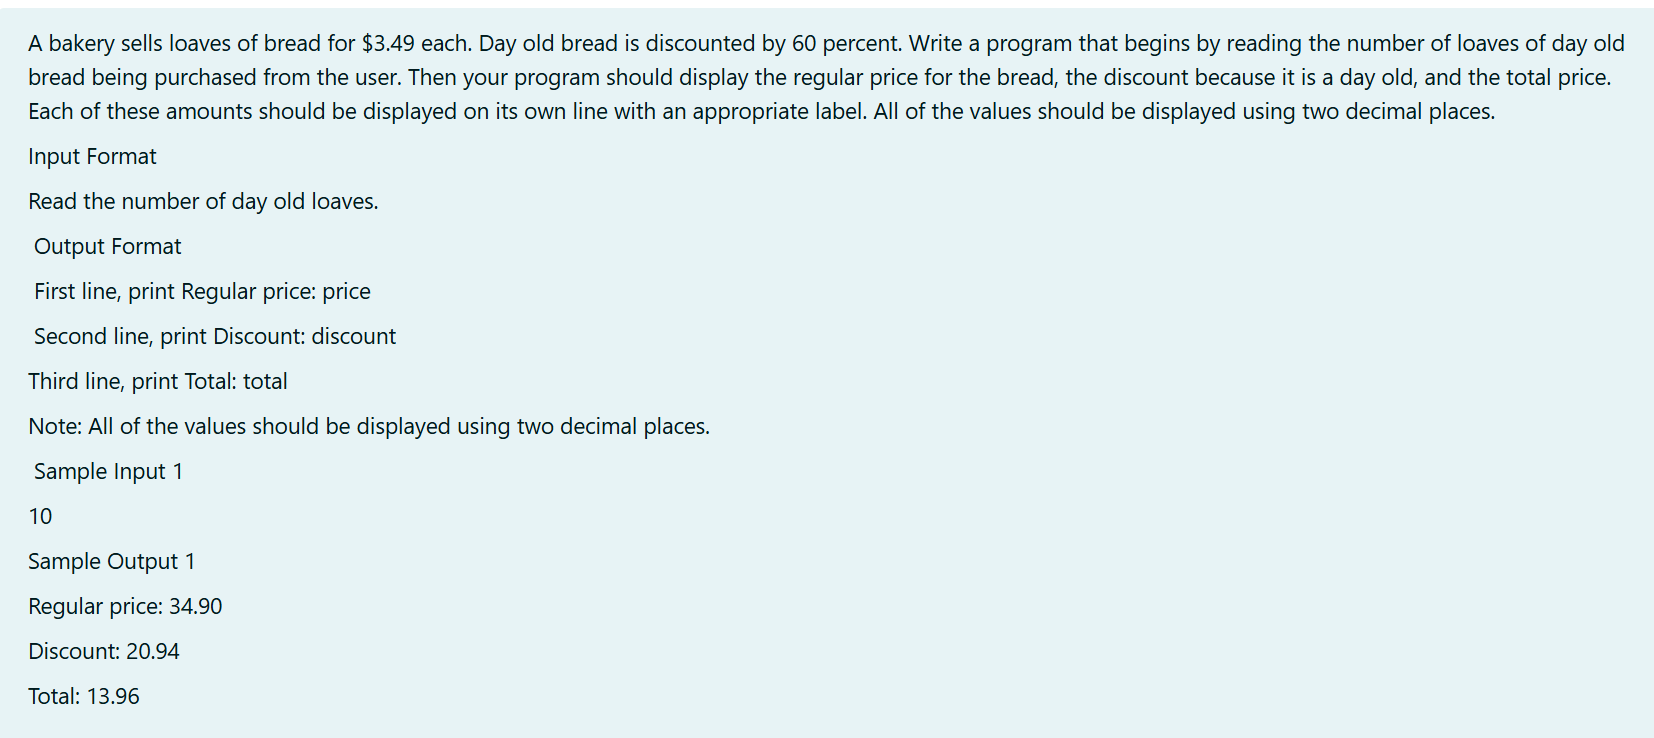 A bakery sells loaves of bread for $3.49 each. Day old bread is discounted by 60 percent. Write a program that begins by reading the number of loaves of day old
bread being purchased from the user. Then your program should display the regular price for the bread, the discount because it is a day old, and the total price.
Each of these amounts should be displayed on its own line with an appropriate label. All of the values should be displayed using two decimal places.
Input Format
Read the number of day old loaves.
Output Format
First line, print Regular price: price
Second line, print Discount: discount
Third line, print Total: total
Note: All of the values should be displayed using two decimal places.
Sample Input 1
10
Sample Output 1
Regular price: 34.90
Discount: 20.94
Total: 13.96